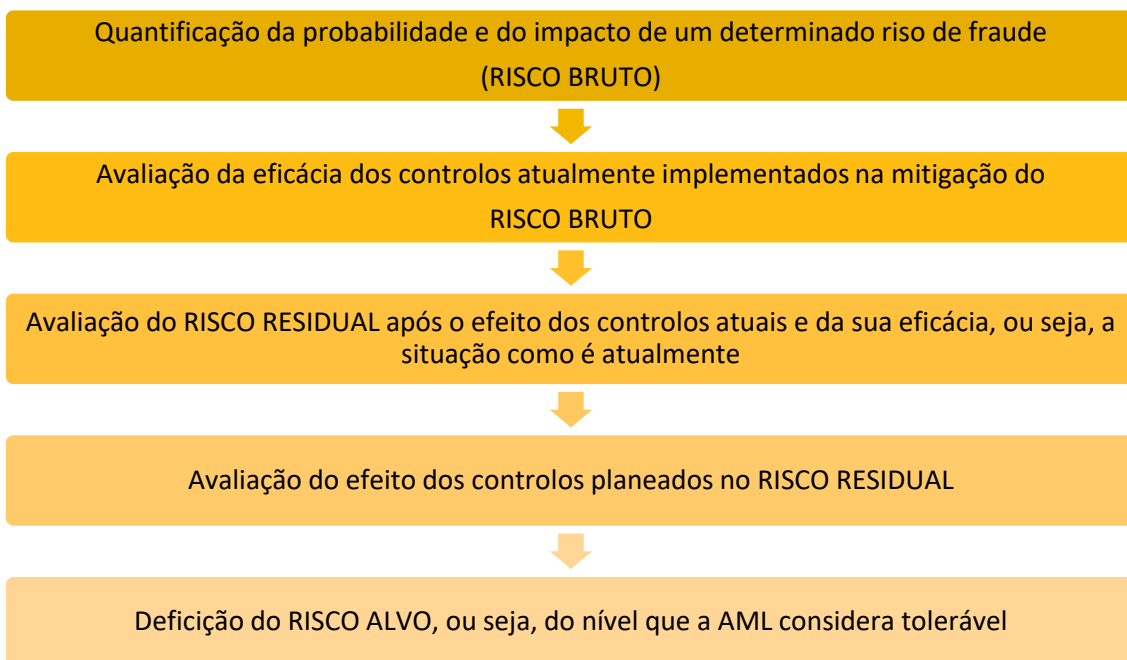 Quantificação da probabilidade e do impacto de um determinado riso de fraude
(RISCO BRUTO)
Avaliação da eficácia dos controlos atualmente implementados na mitigação do
RISCO BRUTO
Avaliação do RISCO RESIDUAL após o efeito dos controlos atuais e da sua eficácia, ou seja, a
situação como é atualmente
Avaliação do efeito dos controlos planeados no RISCO RESIDUAL
Deficição do RISCO ALVO, ou seja, do nível que a AML considera tolerável